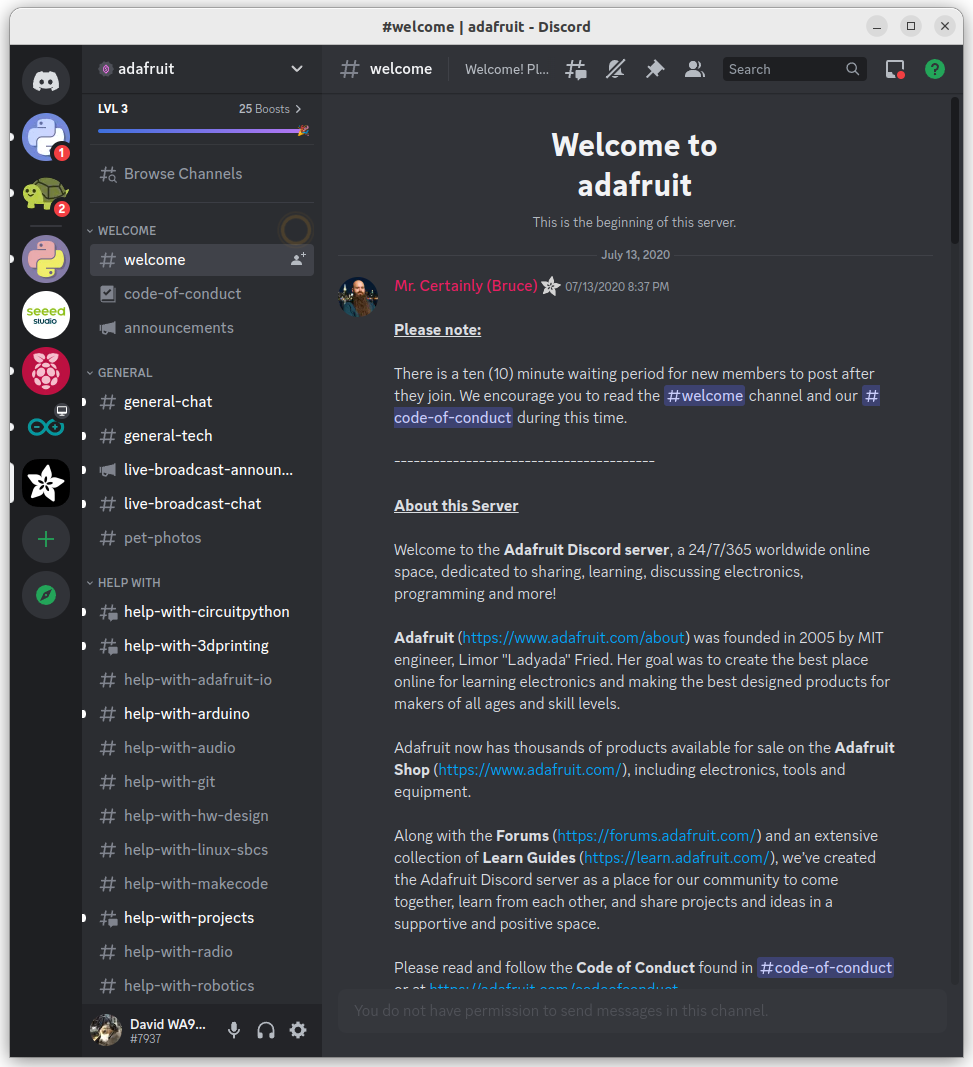 #welcome | adafruit - Discord
adafruit
# welcome
Welcome! Pl...
Search
?
LVL 3
25 Boosts
Browse Channels
1
2
seeed
studio
WELCOME
# welcome
code-of-conduct
announcements
GENERAL
# general-chat
# general-tech
live-broadcast-announ...
# live-broadcast-chat
# pet-photos
HELP WITH
# help-with-circuitpython
# help-with-3dprinting
# help-with-adafruit-io
# help-with-arduino
# help-with-audio
# help-with-git
# help-with-hw-design
# help-with-linux-sbcs
# help-with-makecode
# help-with-projects
# help-with-radio
# help-with-robotics
David WA9...
#7937
Welcome to
adafruit
This is the beginning of this server.
July 13, 2020
Mr. Certainly (Bruce) 07/13/2020 8:37 PM
Please note:
There is a ten (10) minute waiting period for new members to post after
they join. We encourage you to read the #welcome channel and our #
code-of-conduct during this time.
----------------------------------------
About this Server
Welcome to the Adafruit Discord server, a 24/7/365 worldwide online
space, dedicated to sharing, learning, discussing electronics,
programming and more!
Adafruit (https://www.adafruit.com/about) was founded in 2005 by MIT
engineer, Limor "Ladyada" Fried. Her goal was to create the best place
online for learning electronics and making the best designed products for
makers of all ages and skill levels.
Adafruit now has thousands of products available for sale on the Adafruit
Shop (https://www.adafruit.com/), including electronics, tools and
equipment.
Along with the Forums (https://forums.adafruit.com/) and an extensive
collection of Learn Guides (https://learn.adafruit.com/), we've created
the Adafruit Discord server as a place for our community to come
together, learn from each other, and share projects and ideas in a
supportive and positive space.
Please read and follow the Code of Conduct found in #code-of-conduct
or at https://adafruit.com/codeofconduct
You do not have permission to send messages in this channel.